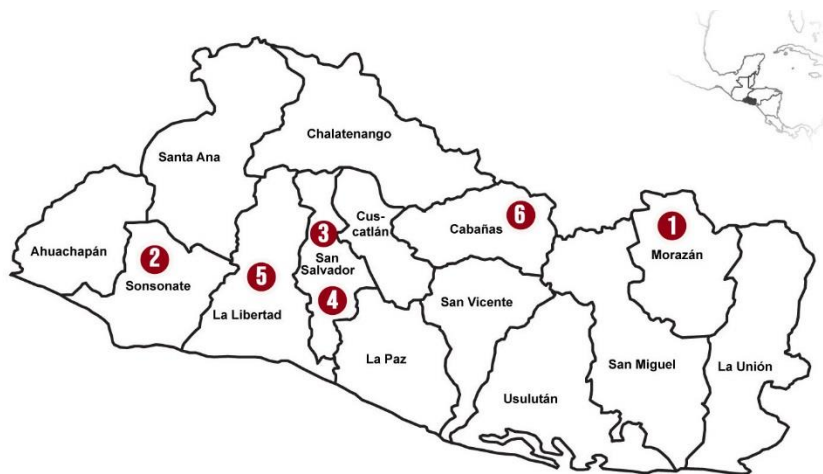 Chalatenango
Santa Ana
Cus-
catlán
6
Cabañas
1
Morazán
Ahuachapán
2
Sonsonate
3
San
Salvador
5
La Libertad
4
San Vicente
La Paz
San Miguel
La Unión
Usulután